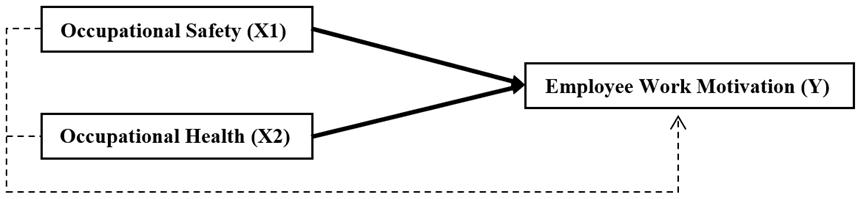 Occupational Safety (X1)
Employee Work Motivation (Y)
Occupational Health (X2)